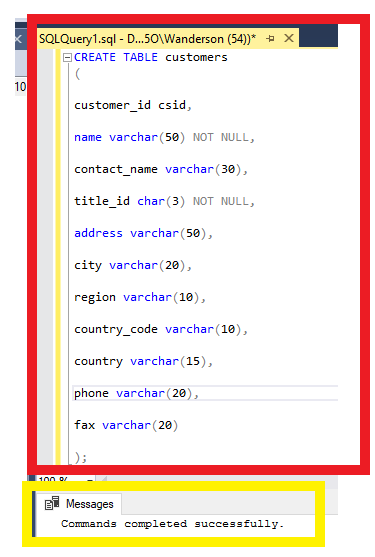 SQLQuery1.sql - D...5O\Wanderson (54))*
CREATE TABLE customers
(
10
customer_id csid,
name varchar(50) NOT NULL,
contact_name varchar(30),
title_id char(3) NOT NULL,
address varchar(50),
city varchar(20),
region varchar(10),
country_code varchar(10),
country varchar(15),
phone varchar(20),
fax varchar(20)
);
Messages
Commands completed successfully.